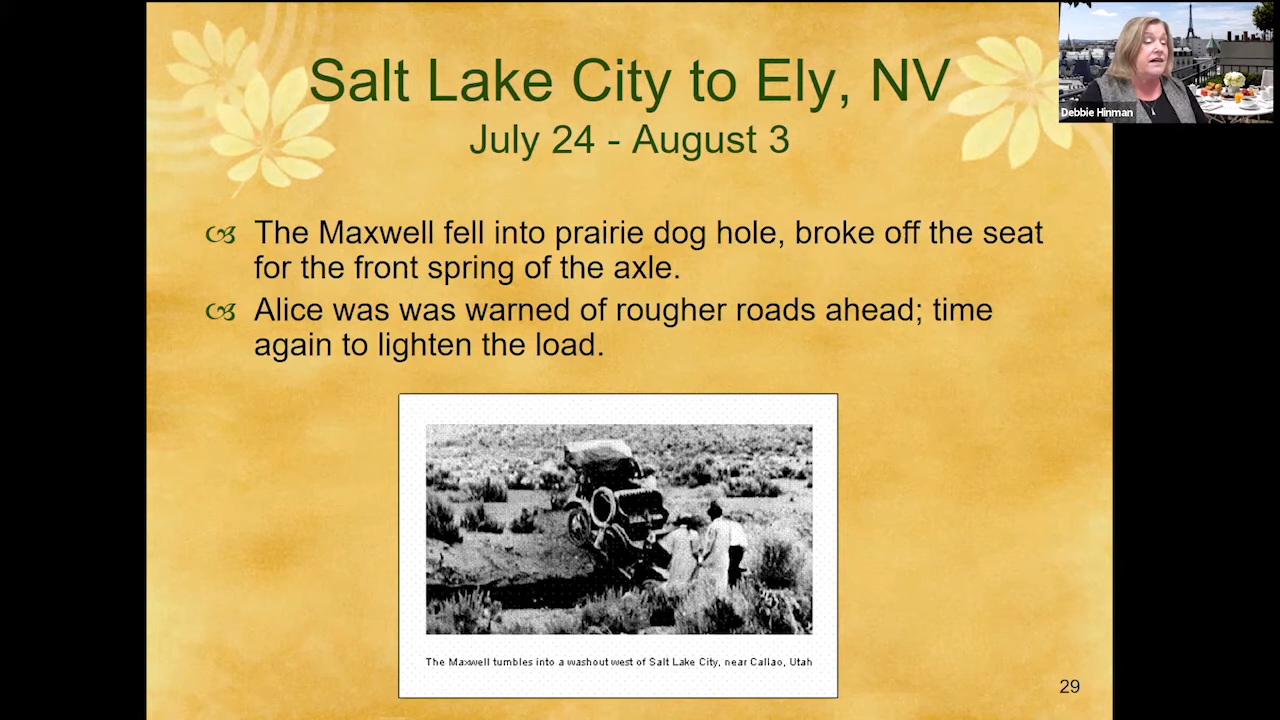 Salt Lake City to Ely, NV
July 24 - August 3
Debbie Hinman
The Maxwell fell into prairie dog hole, broke off the seat
for the front spring of the axle.
Alice was was warned of rougher roads ahead; time
again to lighten the load.
The Maxwell tumbles into a washout west of Salt Lake City, near Callao, Utah
29